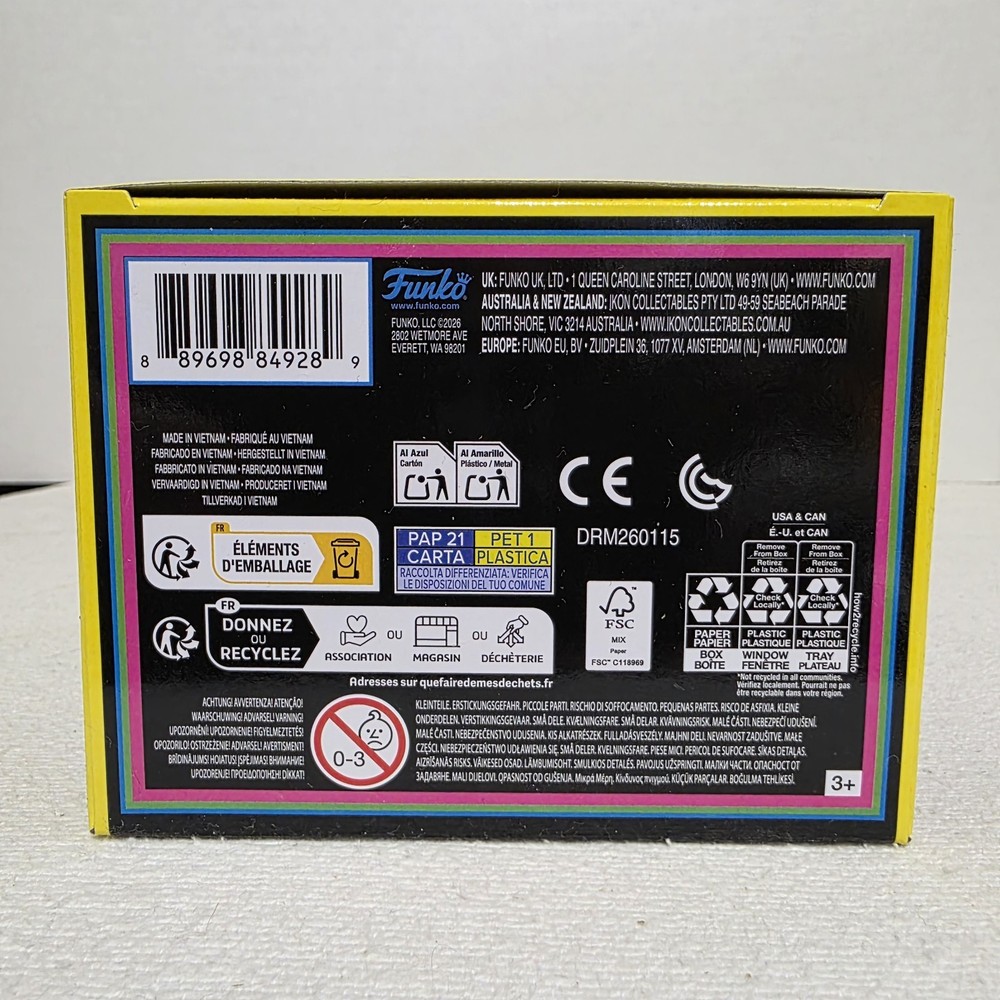 8 89698 84928 9
Funko
www.funko.com
FUNKO, LLC ©2026
2802 WETMORE AVE
EVERETT, WA 98201
UK: FUNKO UK, LTD • 1 QUEEN CAROLINE STREET, LONDON, W6 9YN (UK) • WWW.FUNKO.COM
AUSTRALIA & NEW ZEALAND: IKON COLLECTABLES PTY LTD 49-59 SEABEACH PARADE
NORTH SHORE, VIC 3214 AUSTRALIA • WWW.IKONCOLLECTABLES.COM.AU
EUROPE: FUNKO EU, BV • ZUIDPLEIN 36, 1077 XV, AMSTERDAM (NL) • WWW.FUNKO.COM
MADE IN VIETNAM • FABRIQUÉ AU VIETNAM
FABRICADO EN VIETNAM • HERGESTELLT IN VIETNAM
FABBRICATO IN VIETNAM • FABRICADO NA VIETNAM
VERVAARDIGD IN VIETNAM • PRODUCERET I VIETNAM
TILLVERKAD I VIETNAM
Al Azul
Cartón
Al Amarillo
Plástico / Metal
CE
DRM260115
FR
ÉLÉMENTS
D'EMBALLAGE
PAP 21
PET 1
CARTA
PLASTICA
RACCOLTA DIFFERENZIATA: VERIFICA
LE DISPOSIZIONI DEL TUO COMUNE
FR
DONNEZ
OU
RECYCLEZ
ASSOCIATION
OU
MAGASIN
OU
DÉCHÈTERIE
Adresses sur quefairedemesdechets.fr
FSC
MIX
Paper
FSC™ C118969
USA & CAN
É.-U. et CAN
Remove
From Box
Retirez
de la boîte
Remove
From Box
Retirez
de la boîte
Check
Locally*
Check
Locally*
PAPER
PAPIER
PLASTIC
PLASTIQUE
PLASTIC
PLASTIQUE
BOX
BOÎTE
WINDOW
FENÊTRE
TRAY
PLATEAU
how2recycle.info
*Not recycled in all communities.
Vérifiez localement. Pourrait ne pas
être recyclable dans votre région.
ACHTUNG! AVVERTENZA! ATENÇÃO!
WAARSCHUWING! ADVARSEL! VARNING!
UPOZORNĚNÍ! UPOZORNENIE! FIGYELMEZTETÉS!
OPOZORILO! OSTRZEŻENIE! ADVARSEL! AVERTISMENT!
BRĪDINĀJUMS! HOIATUS! ĮSPĖJIMAS! ВНИМАНИЕ!
UPOZORENJE! ΠΡΟΕΙΔΟΠΟΙΗΣΗ! DİKKAT!
0-3
KLEINTEILE. ERSTICKUNGSGEFAHR. PICCOLE PARTI. RISCHIO DI SOFFOCAMENTO. PEQUENAS PARTES. RISCO DE ASFIXIA. KLEINE
ONDERDELEN. VERSTIKKINGSGEVAAR. SMÅ DELE. KVÆLNINGSFARE. SMÅ DELAR. KVÄVNINGSRISK. MALÉ ČÁSTI. NEBEZPEČÍ UDUŠENÍ.
MALÉ ČASTI. NEBEZPEČENSTVO UDUSENIA. KIS ALKATRÉSZEK. FULLADÁSVESZÉLY. MAJHNI DELI. NEVARNOST ZADUŠITVE. MAŁE
CZĘŚCI. NIEBEZPIECZEŃSTWO UDŁAWIENIA SIĘ. SMÅ DELER. KVELNINGSFARE. PIESE MICI. PERICOL DE SUFOCARE. SĪKAS DETAĻAS.
AIZRĪŠANĀS RISKS. VÄIKESED OSAD. LÄMBUMISOHT. SMULKIOS DETALĖS. PAVOJUS UŽSPRINGTI. МАЛКИ ЧАСТИ. ОПАСНОСТ ОТ
ЗАДАВЯНЕ. MALI DIJELOVI. OPASNOST OD GUŠENJA. Μικρά Μέρη. Κίνδυνος πνιγμού. KÜÇÜK PARÇALAR. BOĞULMA TEHLİKESİ.
3+